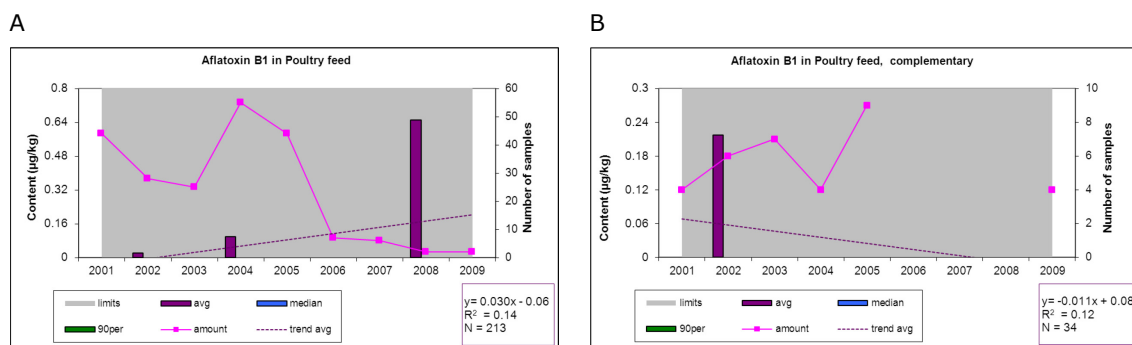 A
Aflatoxin B1 in Poultry feed
Content (µg/kg)
0.8
0.64
0.48
0.32
0.16
0
60
50
40
30
20
10
0
Number of samples
2001 2002 2003 2004 2005 2006 2007 2008 2009
limits avg median
90per amount trend avg
y= 0.030x - 0.06
R² = 0.14
N = 213
B
Aflatoxin B1 in Poultry feed, complementary
Content (µg/kg)
0.3
0.24
0.18
0.12
0.06
0
10
8
6
4
2
0
Number of samples
2001 2002 2003 2004 2005 2006 2007 2008 2009
limits avg median
90per amount trend avg
y= -0.011x + 0.08
R² = 0.12
N = 34